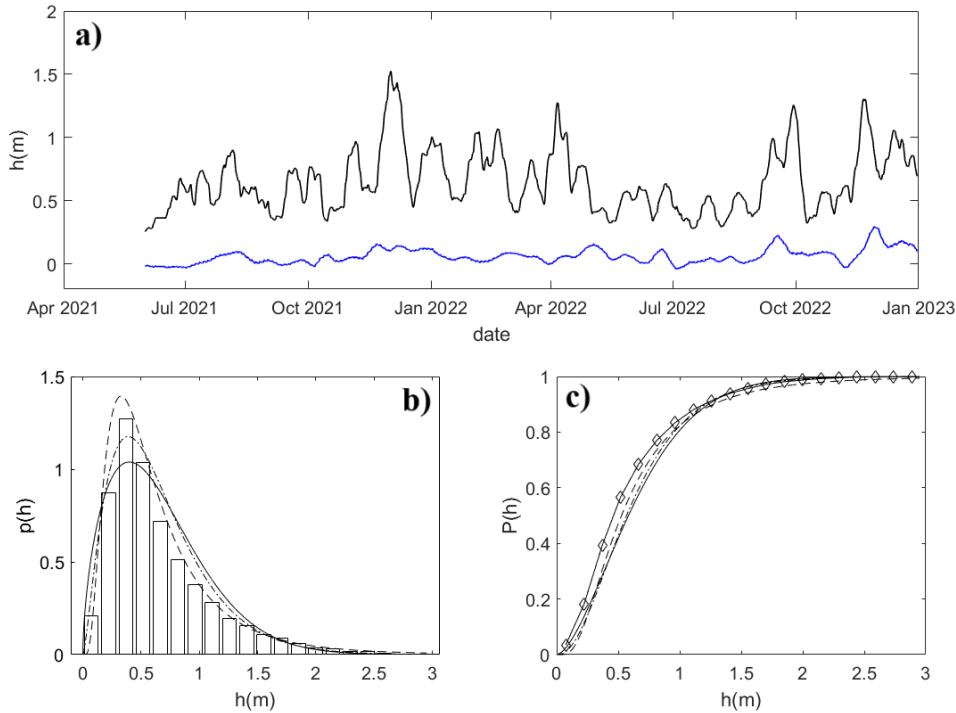 a)
2
1.5
1
0.5
0
h(m)
Apr 2021 Jul 2021 Oct 2021 Jan 2022 Apr 2022 Jul 2022 Oct 2022 Jan 2023
date
b)
1.5
1
0.5
0
p(h)
0 0.5 1 1.5 2 2.5 3
h(m)
c)
1
0.8
0.6
0.4
0.2
0
P(h)
0 0.5 1 1.5 2 2.5 3
h(m)